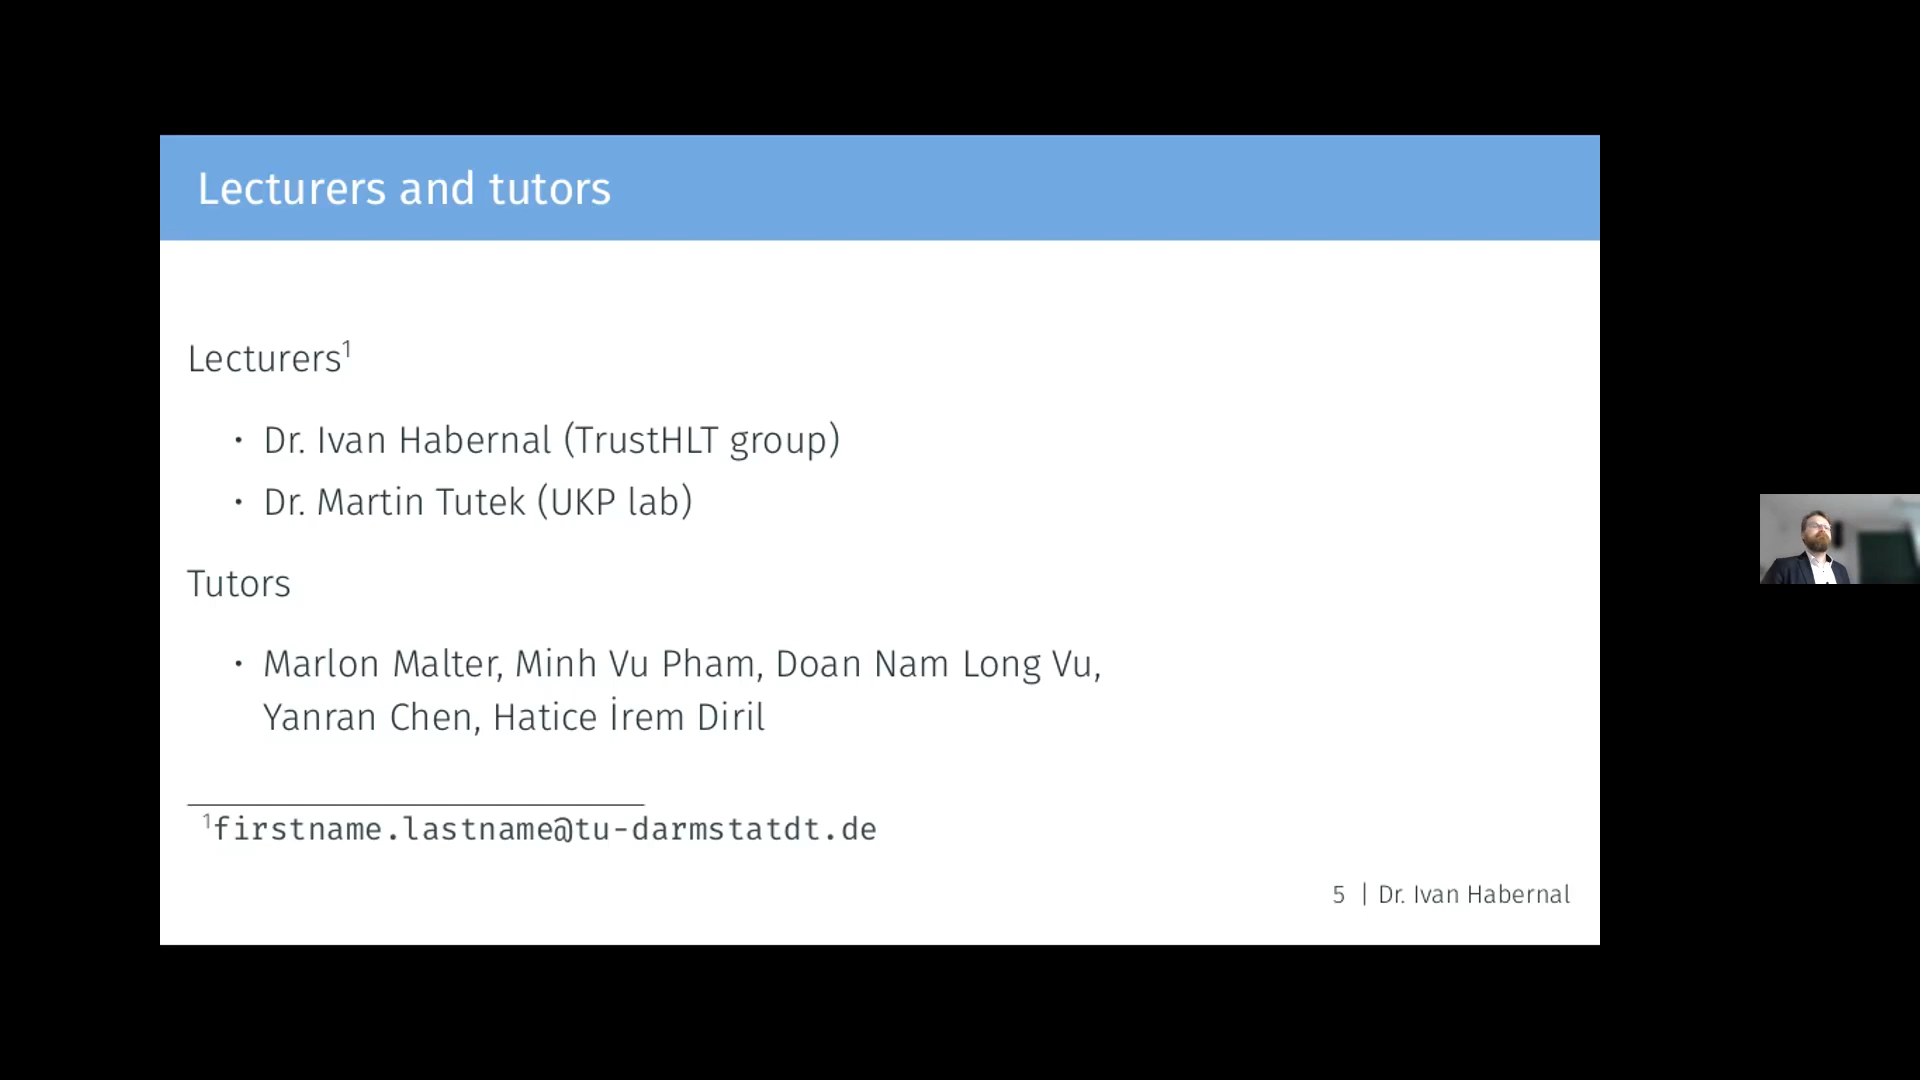 Lecturers and tutors
Lecturers¹
• Dr. Ivan Habernal (TrustHLT group)
• Dr. Martin Tutek (UKP lab)
Tutors
• Marlon Malter, Minh Vu Pham, Doan Nam Long Vu,
Yanran Chen, Hatice İrem Diril
¹firstname.lastname@tu-darmstatdt.de
5 | Dr. Ivan Habernal